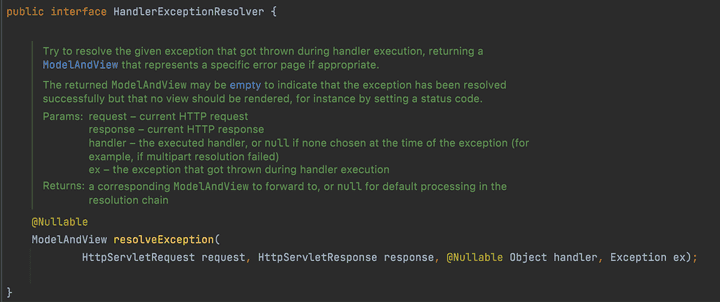 public interface HandlerExceptionResolver {
Try to resolve the given exception that got thrown during handler execution, returning a
ModelAndView that represents a specific error page if appropriate.
The returned ModelAndView may be empty to indicate that the exception has been resolved
successfully but that no view should be rendered, for instance by setting a status code.
Params: request – current HTTP request
response – current HTTP response
handler – the executed handler, or null if none chosen at the time of the exception (for
example, if multipart resolution failed)
ex – the exception that got thrown during handler execution
Returns: a corresponding ModelAndView to forward to, or null for default processing in the
resolution chain
@Nullable
ModelAndView resolveException(
HttpServletRequest request, HttpServletResponse response, @Nullable Object handler, Exception ex);
}